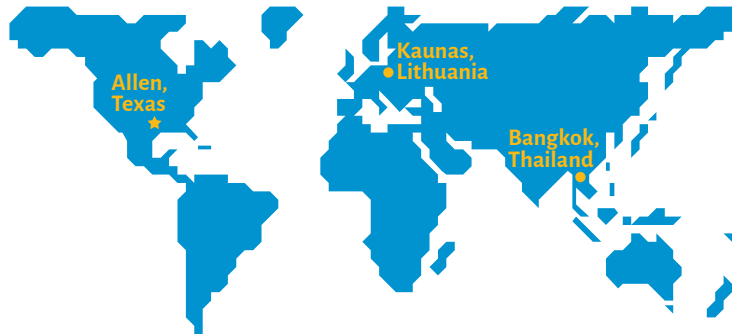 Allen,
Texas
Kaunas,
Lithuania
Bangkok,
Thailand